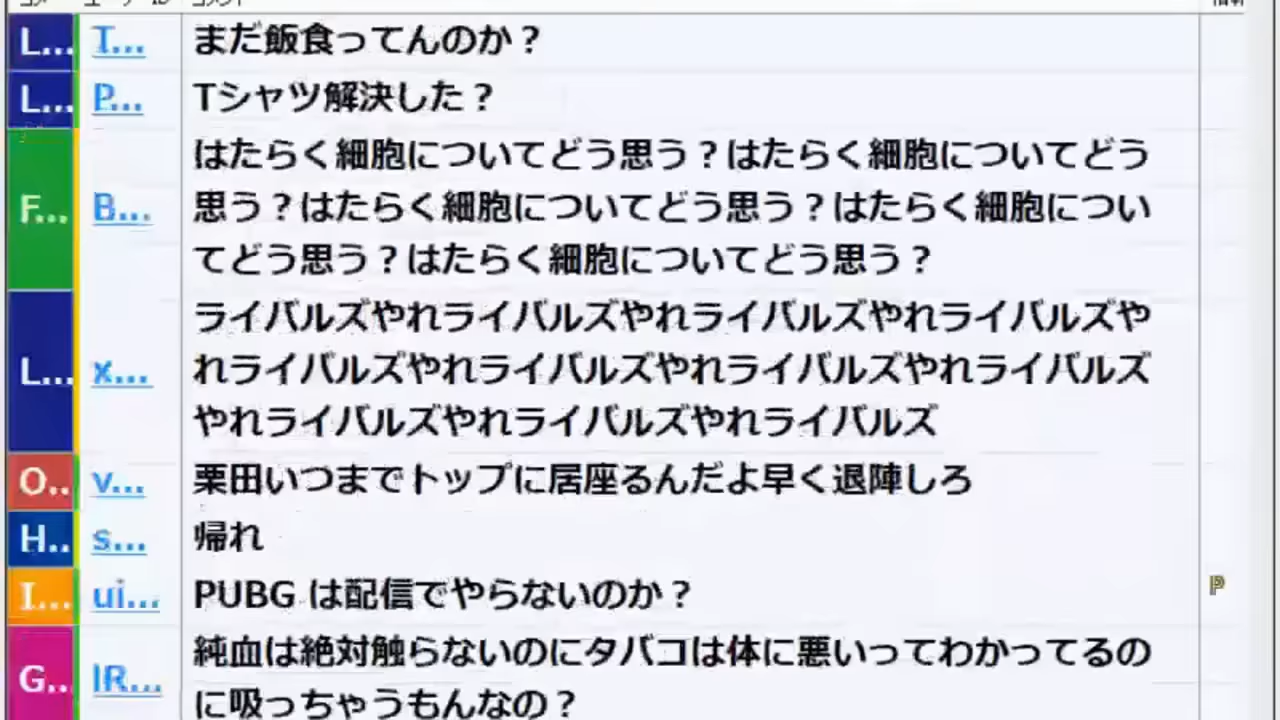 L... T... まだ飯食ってんのか？
L... P... Tシャツ解決した？
はたらく細胞についてどう思う？はたらく細胞についてどう
F... B... 思う？はたらく細胞についてどう思う？はたらく細胞につい
てどう思う？はたらく細胞についてどう思う？
ライバルズやれライバルズやれライバルズやれライバルズや
L... x... れライバルズやれライバルズやれライバルズやれライバルズ
やれライバルズやれライバルズやれライバルズ
O... v... 栗田いつまでトップに居座るんだよ早く退陣しろ
H... s... 帰れ
I... ui... PUBG は配信でやらないのか？ P
純血は絶対触らないのにタバコは体に悪いってわかってるの
G... IR... に吸っちゃうもんなの？